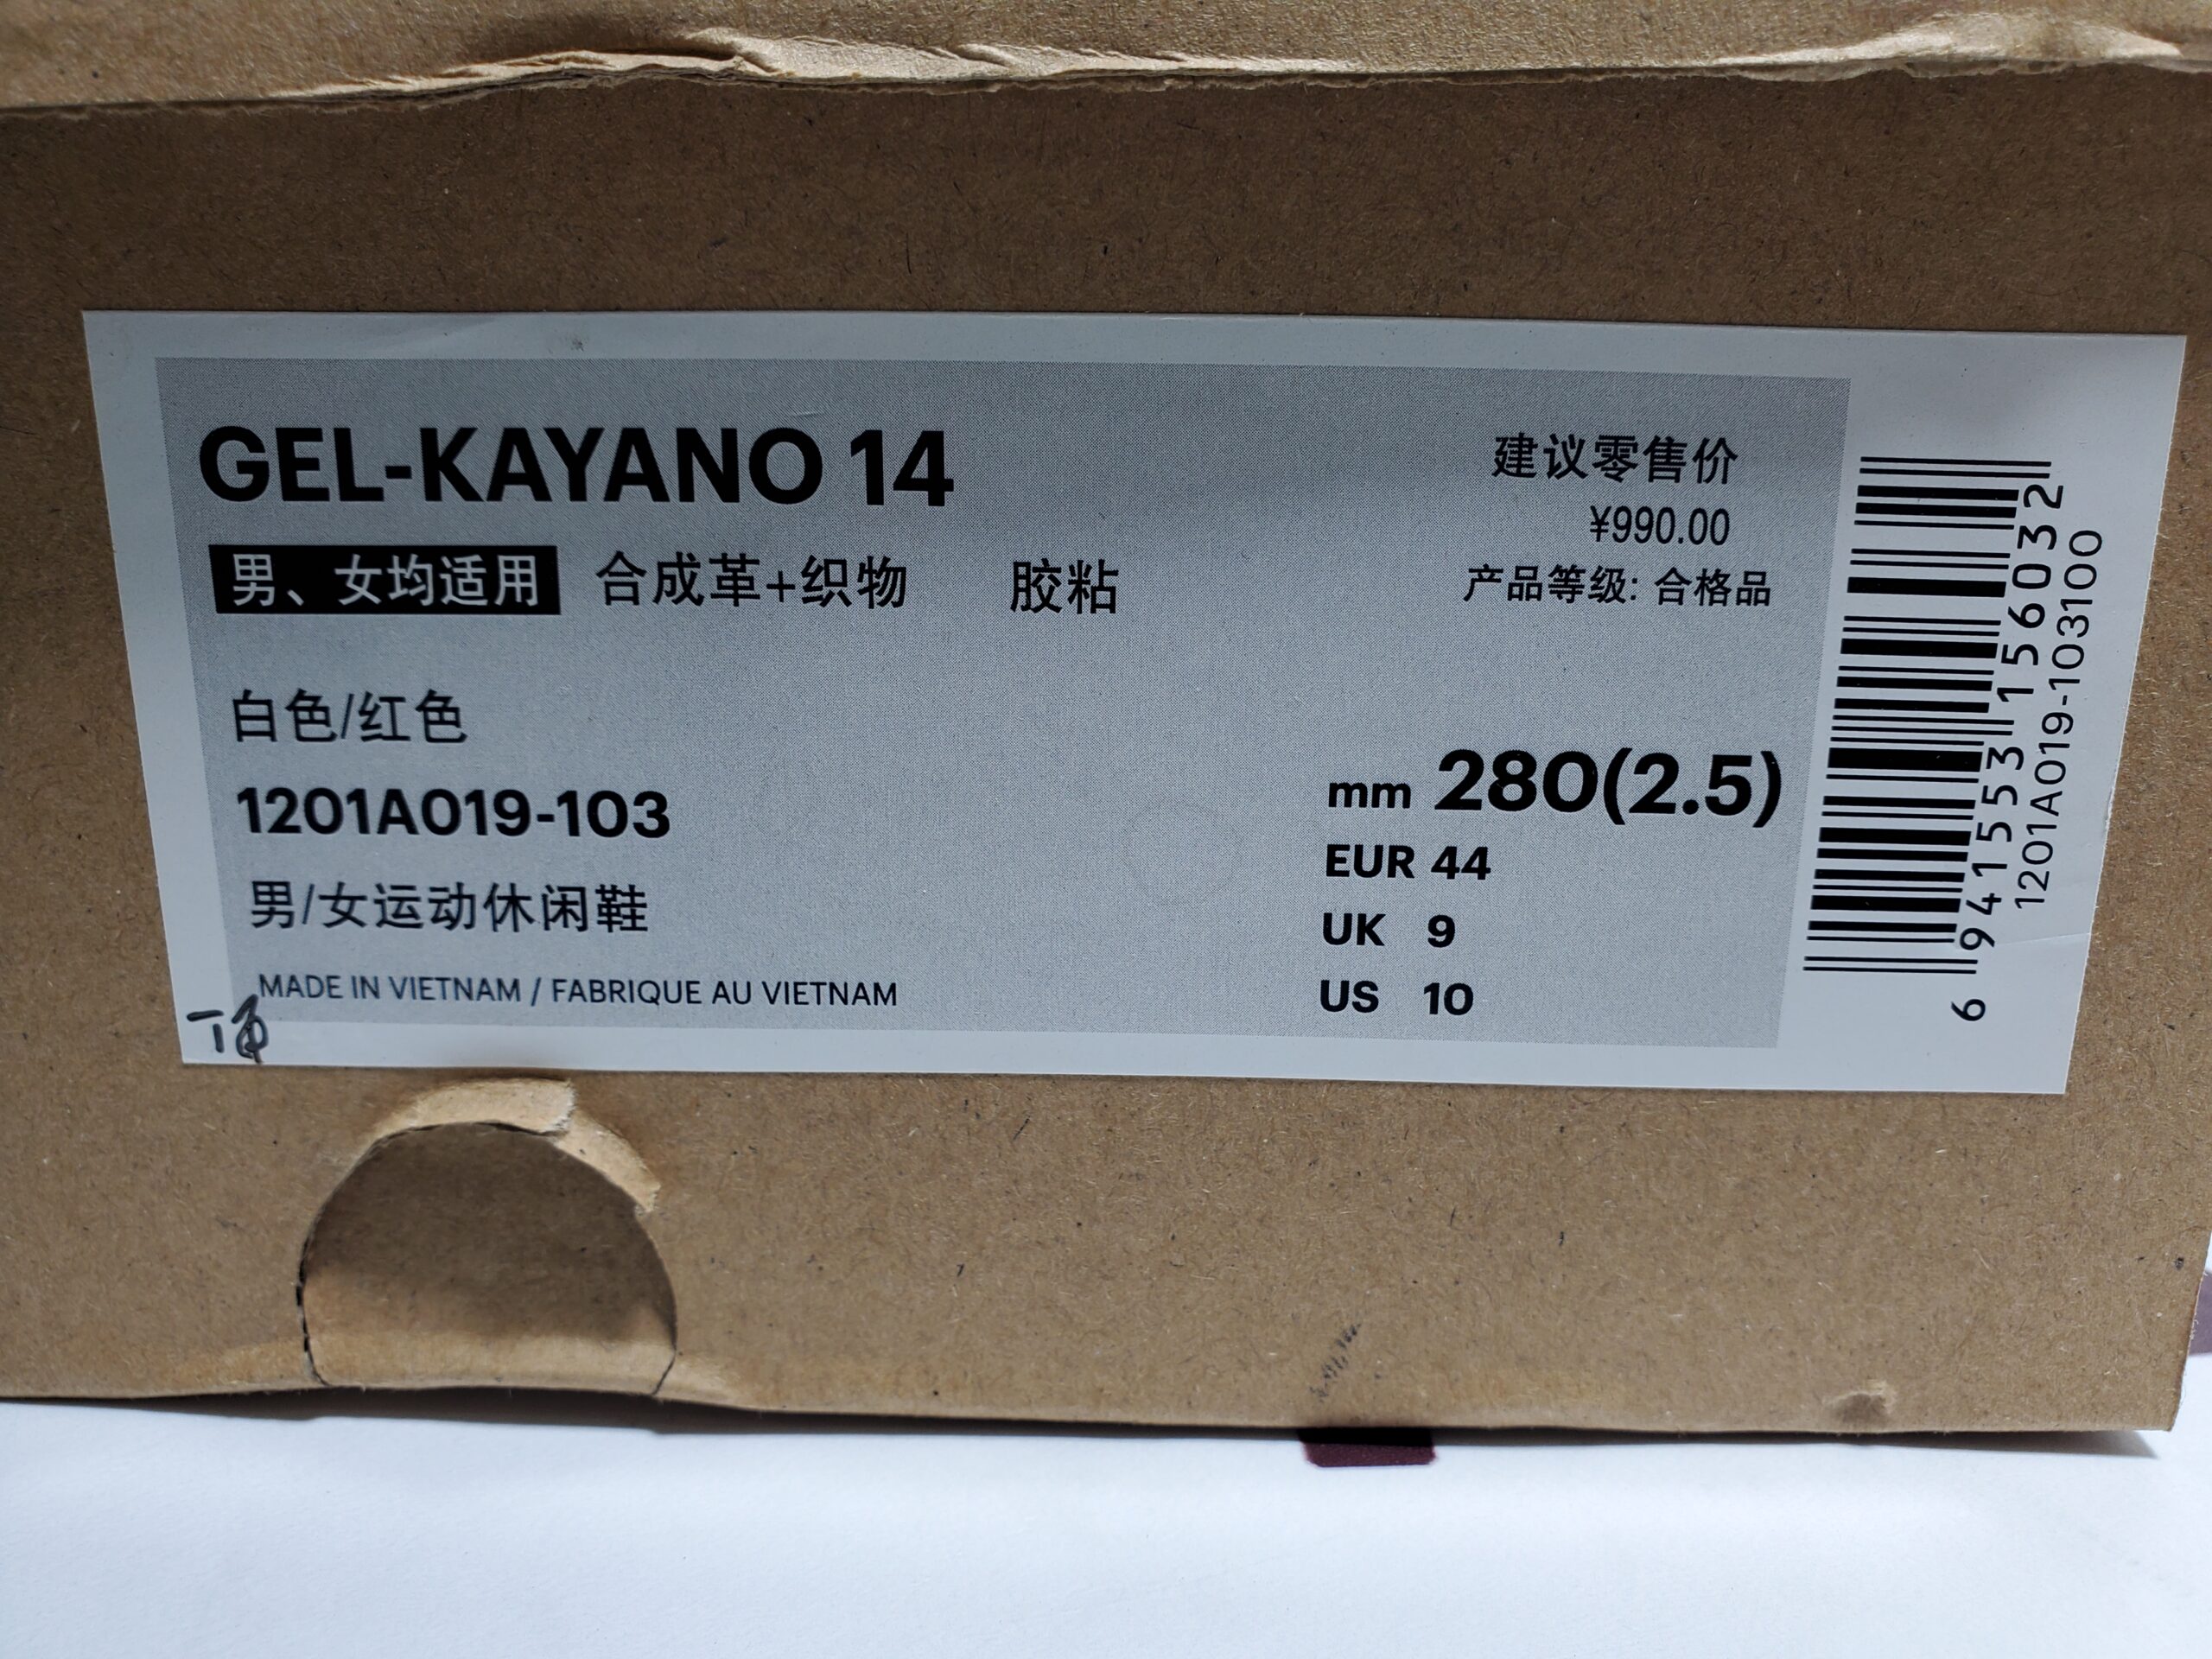 GEL-KAYANO 14
建议零售价
¥990.00
男、女均适用 合成革+织物 胶粘
产品等级: 合格品
白色/红色
1201A019-103
男/女运动休闲鞋
MADE IN VIETNAM / FABRIQUE AU VIETNAM
mm 280(2.5)
EUR 44
UK 9
US 10
6 941553 156032
1201A019-103100